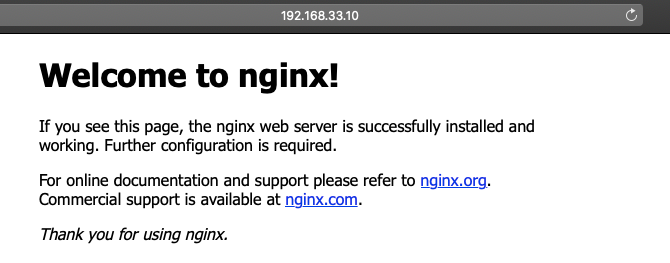 192.168.33.10
Welcome to nginx!
If you see this page, the nginx web server is successfully installed and
working. Further configuration is required.
For online documentation and support please refer to nginx.org.
Commercial support is available at nginx.com.
Thank you for using nginx.